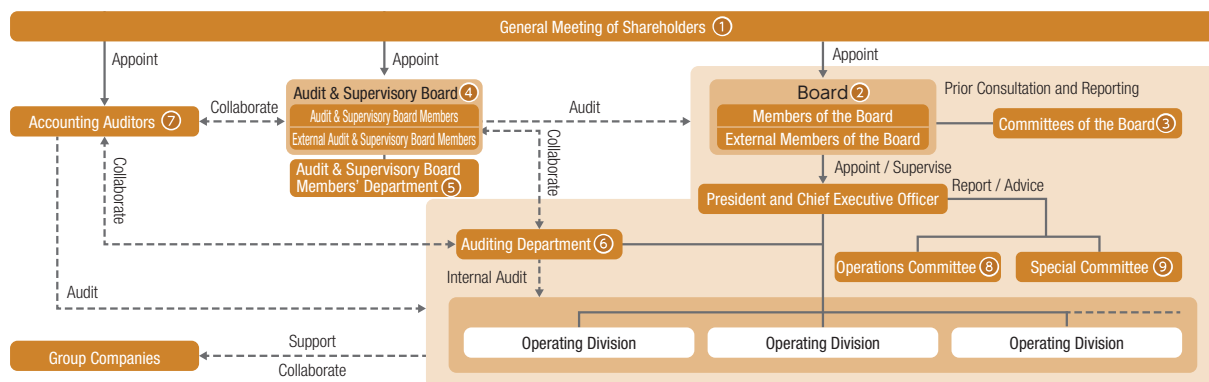 General Meeting of Shareholders ①
Appoint
Appoint
Appoint
Accounting Auditors ⑦
Collaborate
Audit & Supervisory Board ④
Audit & Supervisory Board Members
External Audit & Supervisory Board Members
Audit & Supervisory Board
Members' Department ⑤
Audit
Board ②
Members of the Board
External Members of the Board
Prior Consultation and Reporting
Committees of the Board ③
Appoint / Supervise
President and Chief Executive Officer
Report / Advice
Collaborate
Collaborate
Auditing Department ⑥
Operations Committee ⑧
Special Committee ⑨
Internal Audit
Audit
Operating Division
Operating Division
Operating Division
Group Companies
Support
Collaborate